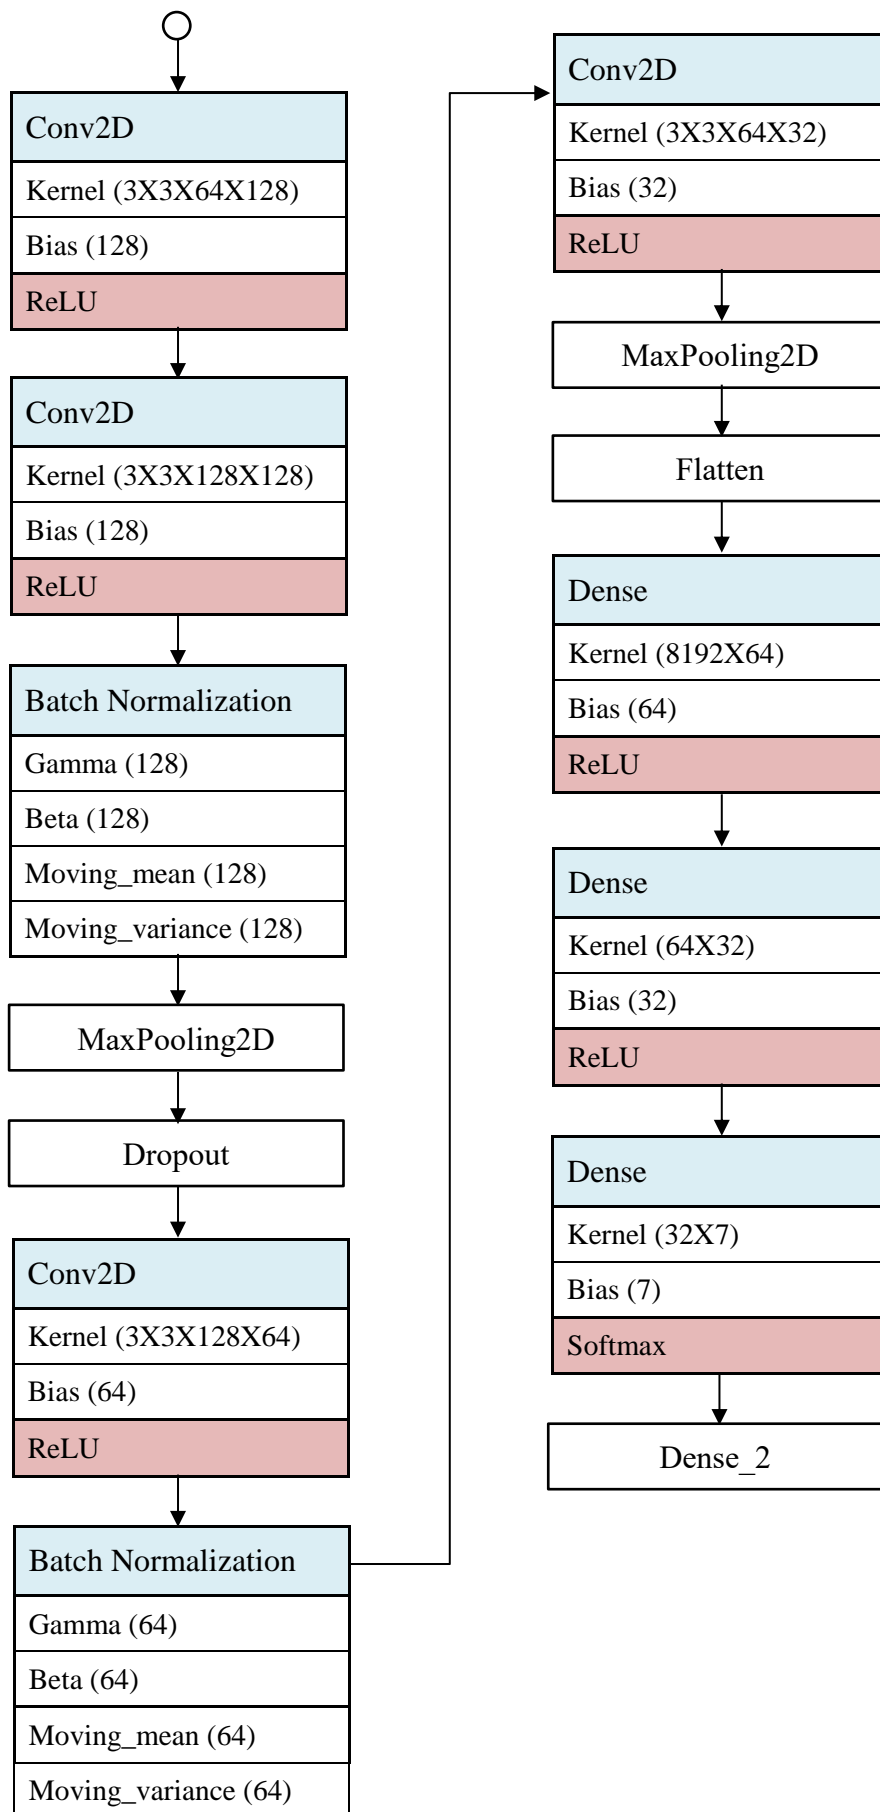 Conv2D
Kernel (3X3X64X128)
Bias (128)
ReLU
Conv2D
Kernel (3X3X128X128)
Bias (128)
ReLU
Batch Normalization
Gamma (128)
Beta (128)
Moving_mean (128)
Moving_variance (128)
MaxPooling2D
Dropout
Conv2D
Kernel (3X3X128X64)
Bias (64)
ReLU
Batch Normalization
Gamma (64)
Beta (64)
Moving_mean (64)
Moving_variance (64)
Conv2D
Kernel (3X3X64X32)
Bias (32)
ReLU
MaxPooling2D
Flatten
Dense
Kernel (8192X64)
Bias (64)
ReLU
Dense
Kernel (64X32)
Bias (32)
ReLU
Dense
Kernel (32X7)
Bias (7)
Softmax
Dense_2